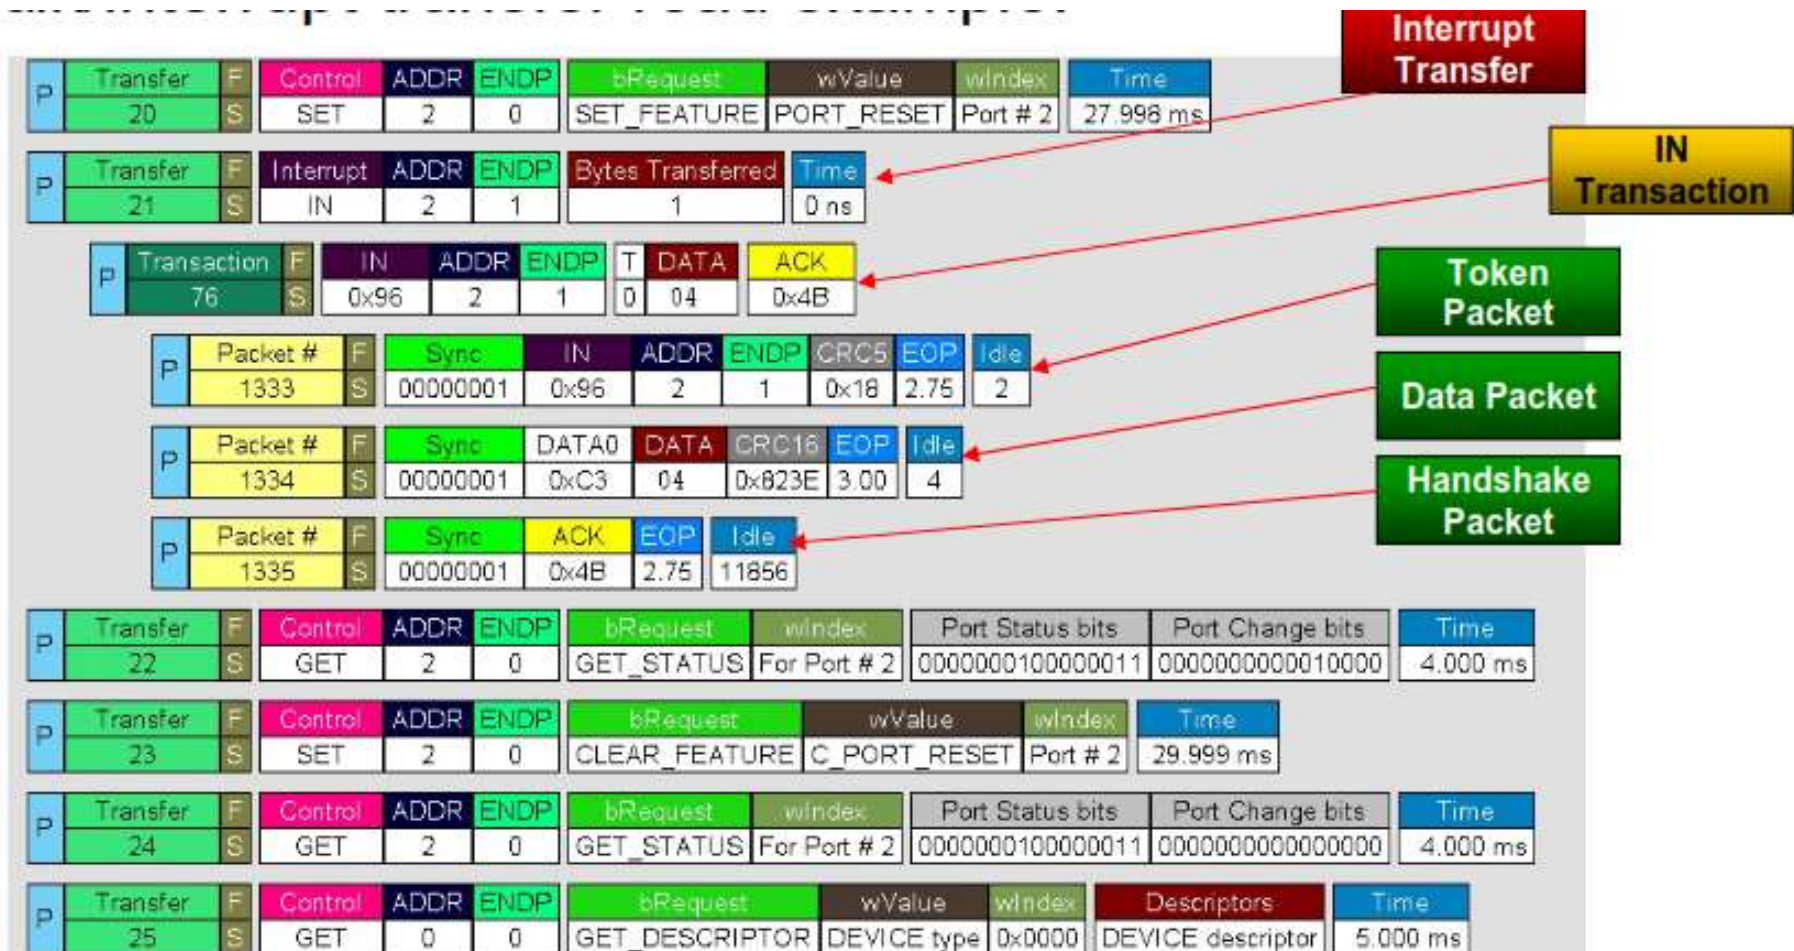 Interrupt
Transfer
P Transfer F Control ADDR ENDP bRequest wValue wIndex Time
20 S SET 2 0 SET_FEATURE PORT_RESET Port # 2 27.998 ms
IN
Transaction
P Transfer F Interrupt ADDR ENDP Bytes Transferred Time
21 S IN 2 1 1 0 ns
P Transaction F IN ADDR ENDP T DATA ACK
76 S 0x96 2 1 0 04 0x4B
Token
Packet
P Packet # F Sync IN ADDR ENDP CRC5 EOP Idle
1333 S 00000001 0x96 2 1 0x18 2.75 2
Data Packet
P Packet # F Sync DATA0 DATA CRC16 EOP Idle
1334 S 00000001 0xC3 04 0x823E 3.00 4
Handshake
Packet
P Packet # F Sync ACK EOP Idle
1335 S 00000001 0x4B 2.75 11856
P Transfer F Control ADDR ENDP bRequest wIndex Port Status bits Port Change bits Time
22 S GET 2 0 GET_STATUS For Port # 2 0000000100000011 0000000000010000 4.000 ms
P Transfer F Control ADDR ENDP bRequest wValue wIndex Time
23 S SET 2 0 CLEAR_FEATURE C_PORT_RESET Port # 2 29.999 ms
P Transfer F Control ADDR ENDP bRequest wIndex Port Status bits Port Change bits Time
24 S GET 2 0 GET_STATUS For Port # 2 0000000100000011 0000000000000000 4.000 ms
P Transfer F Control ADDR ENDP bRequest wValue wIndex Descriptors Time
25 S GET 0 0 GET_DESCRIPTOR DEVICE type 0x0000 DEVICE descriptor 5.000 ms